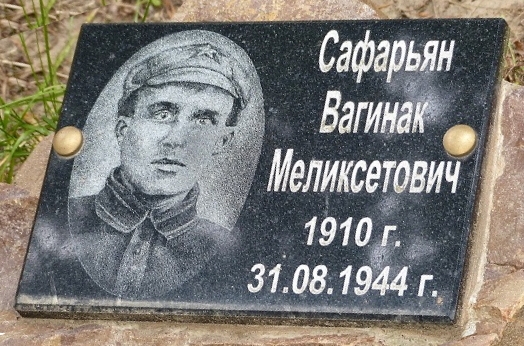 Сафарьян
Вагинак
Меликсетович
1910 г.
31.08.1944 г.